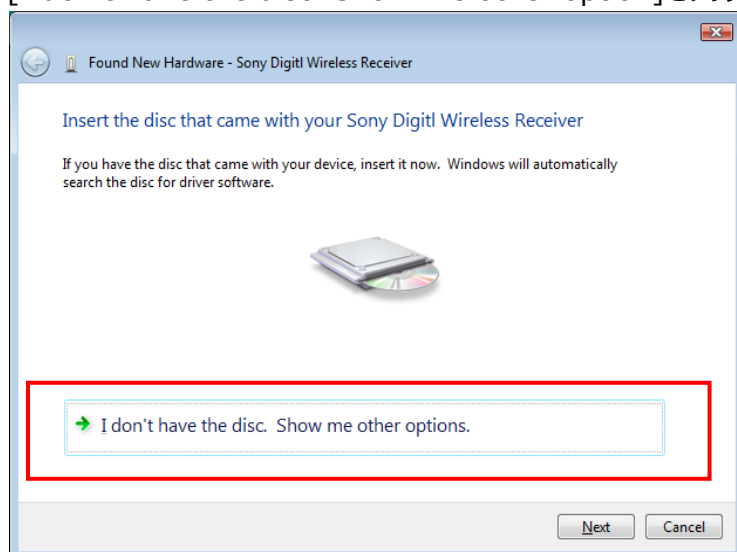 Found New Hardware - Sony Digitl Wireless Receiver
Insert the disc that came with your Sony Digitl Wireless Receiver
If you have the disc that came with your device, insert it now. Windows will automatically
search the disc for driver software.
I don't have the disc. Show me other options.
Next Cancel